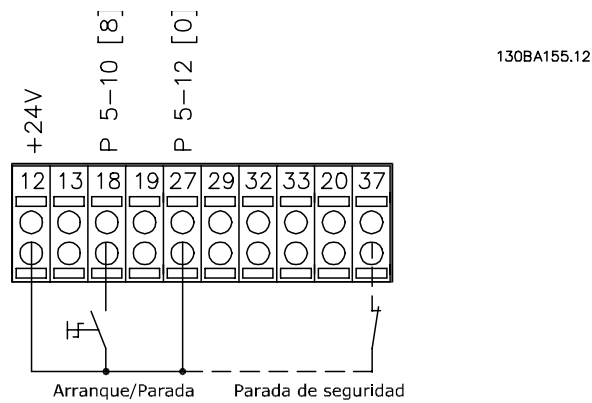 130BA155.12
+24V
P 5-10 [8]
P 5-12 [0]
12 13 18 19 27 29 32 33 20 37
Arranque/Parada Parada de seguridad